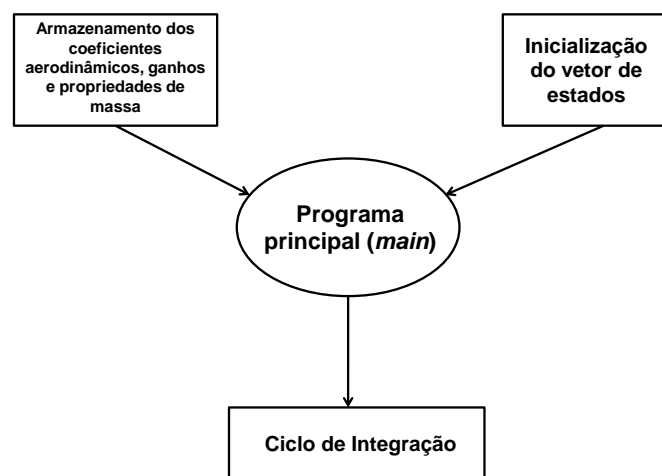 Armazenamento dos
coeficientes
aerodinâmicos, ganhos
e propriedades de
massa
Inicialização
do vetor de
estados
Programa
principal (main)
Ciclo de Integração